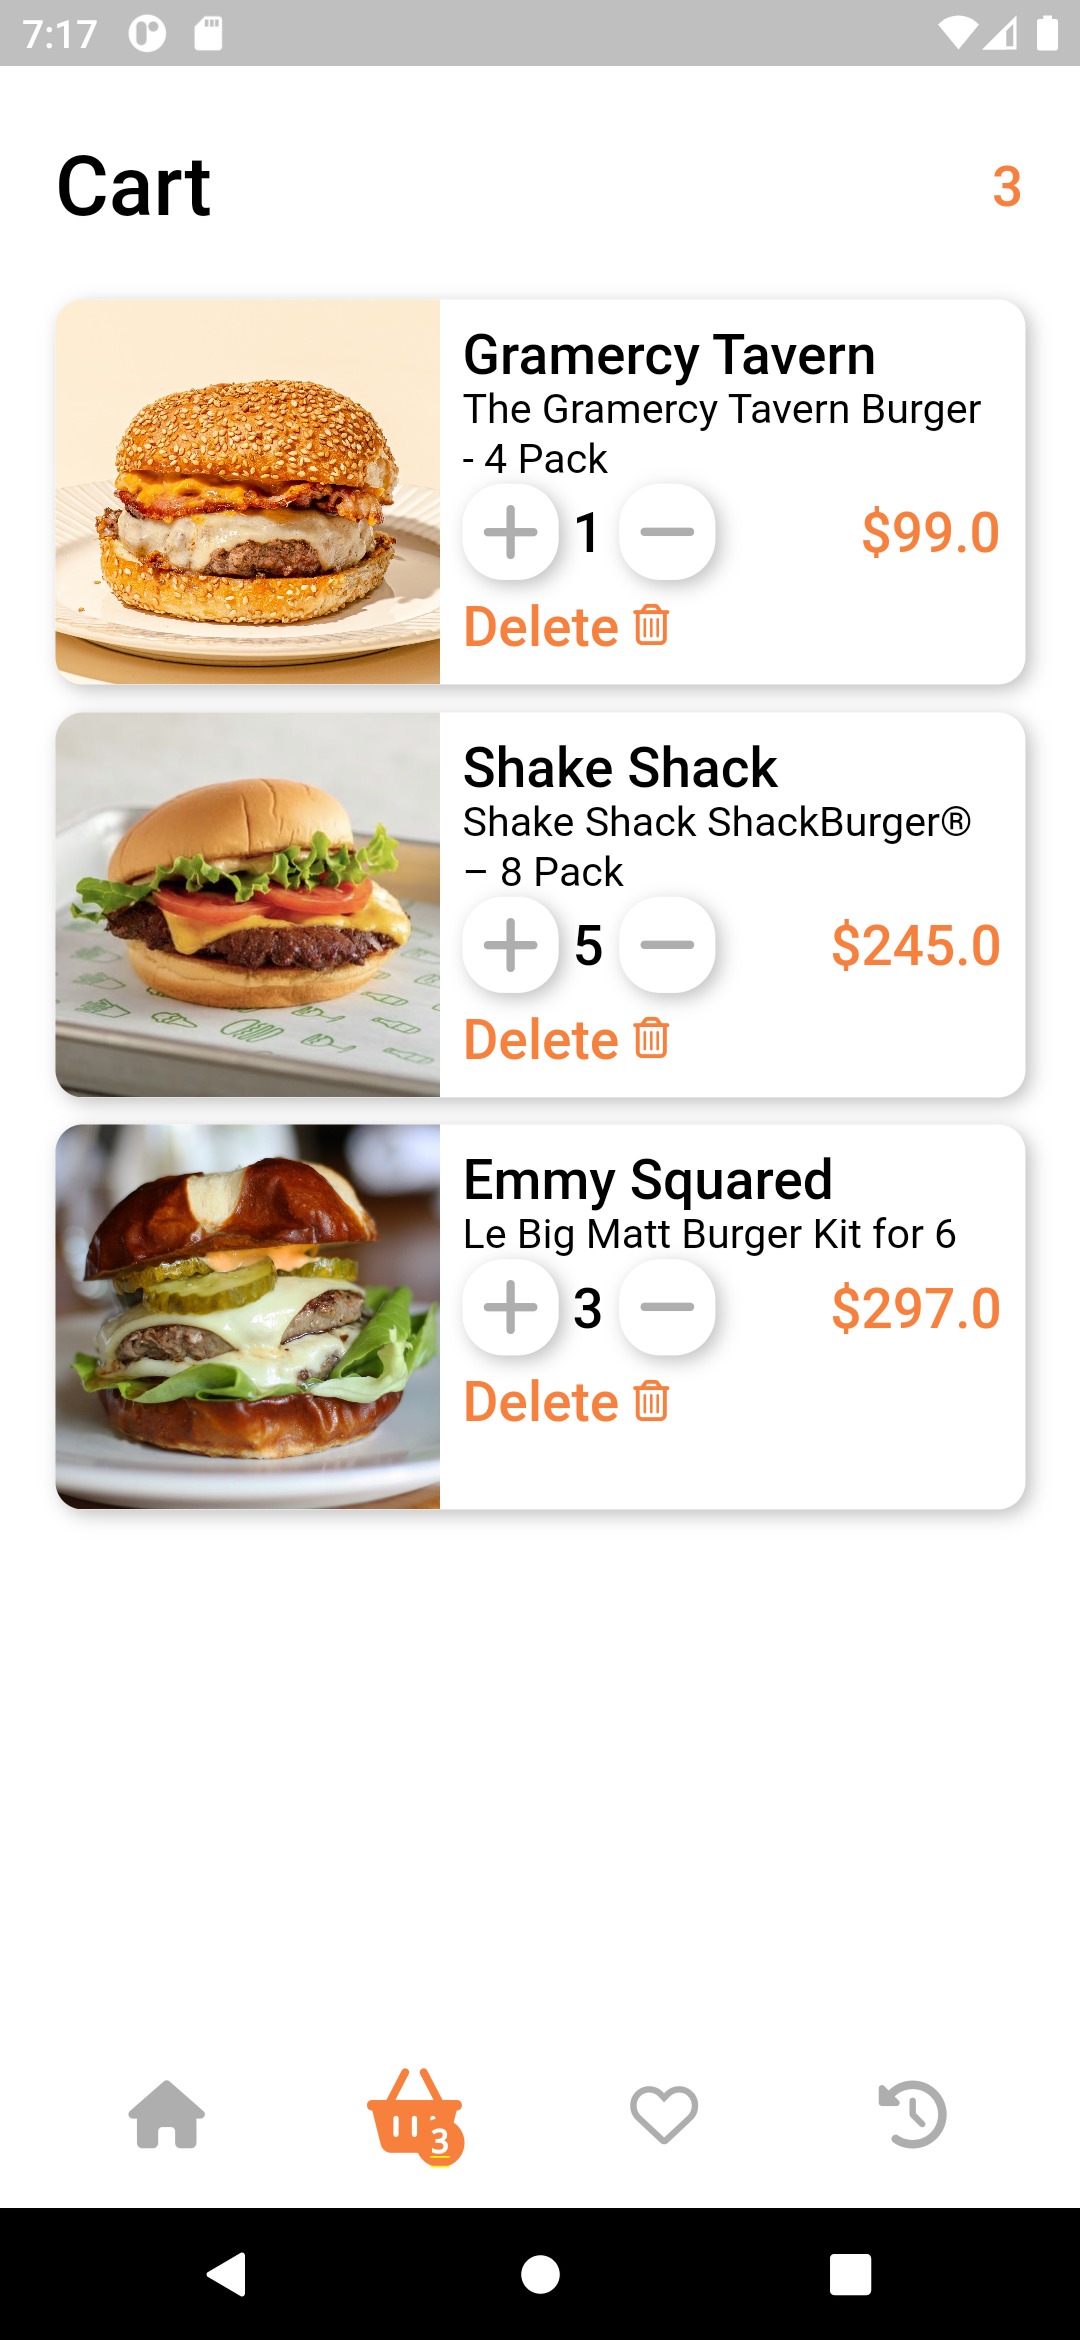 7:17
Cart
3
Gramercy Tavern
The Gramercy Tavern Burger
- 4 Pack
1
$99.0
Delete
Shake Shack
Shake Shack ShackBurger®
– 8 Pack
5
$245.0
Delete
Emmy Squared
Le Big Matt Burger Kit for 6
3
$297.0
Delete
3